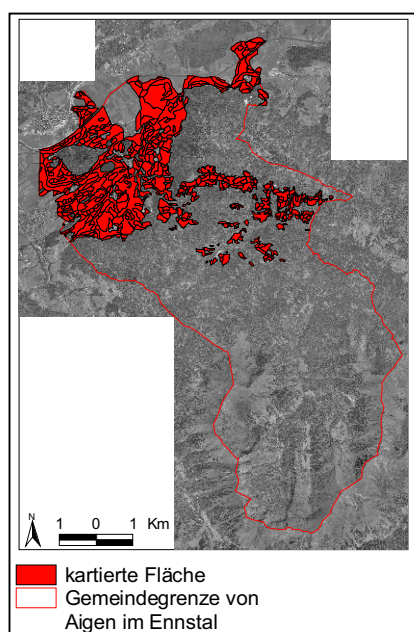 N
1 0 1 Km
kartierte Fläche
Gemeindegrenze von
Aigen im Ennstal